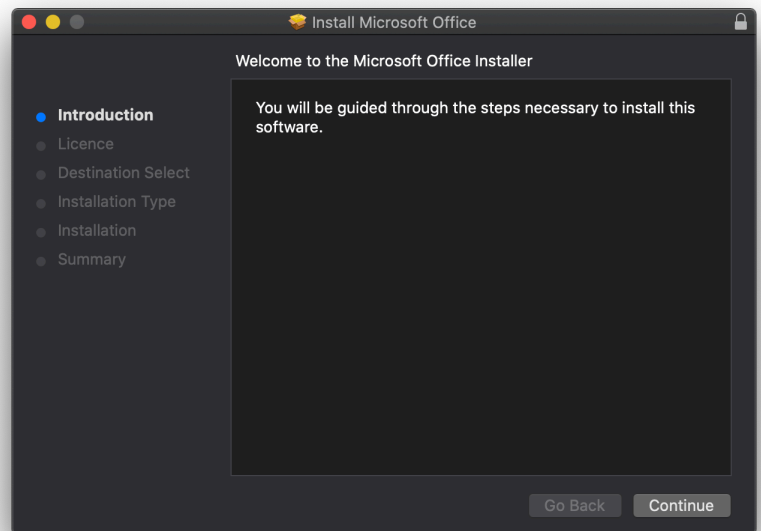 Install Microsoft Office
Welcome to the Microsoft Office Installer
Introduction
Licence
Destination Select
Installation Type
Installation
Summary
You will be guided through the steps necessary to install this
software.
Go Back
Continue